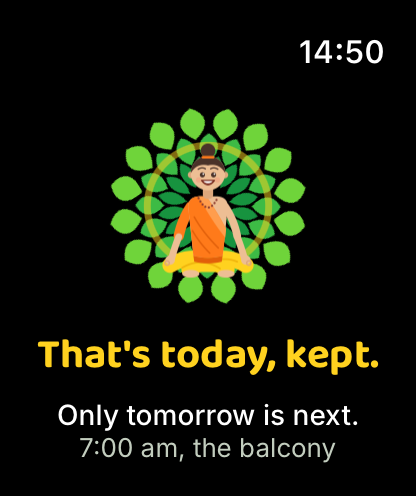 14:50
That's today, kept.
Only tomorrow is next.
7:00 am, the balcony